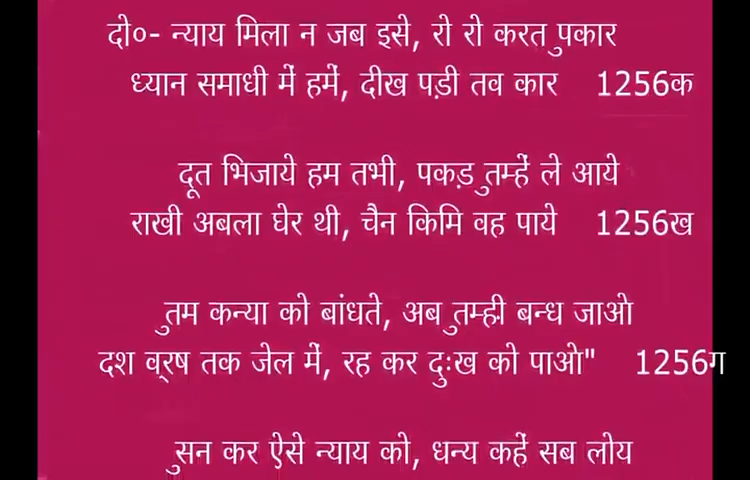 दो०- न्याय मिला न जब इसे, रो रो करत पुकार
ध्यान समाधी में हमें, दीख पड़ी तव कार 1256क
दूत भिजाये हम तभी, पकड़ तुम्हें ले आये
राखी अबला घेर थी, चैन किमि वह पाये 1256ख
तुम कन्या को बांधते, अब तुम्ही बन्ध जाओ
दश वर्ष तक जेल में, रह कर दुःख को पाओ" 1256ग
सुन कर ऐसे न्याय को, धन्य कहें सब लोय